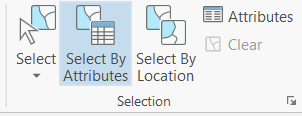 Select
Select By
Attributes
Select By
Location
Attributes
Clear
Selection